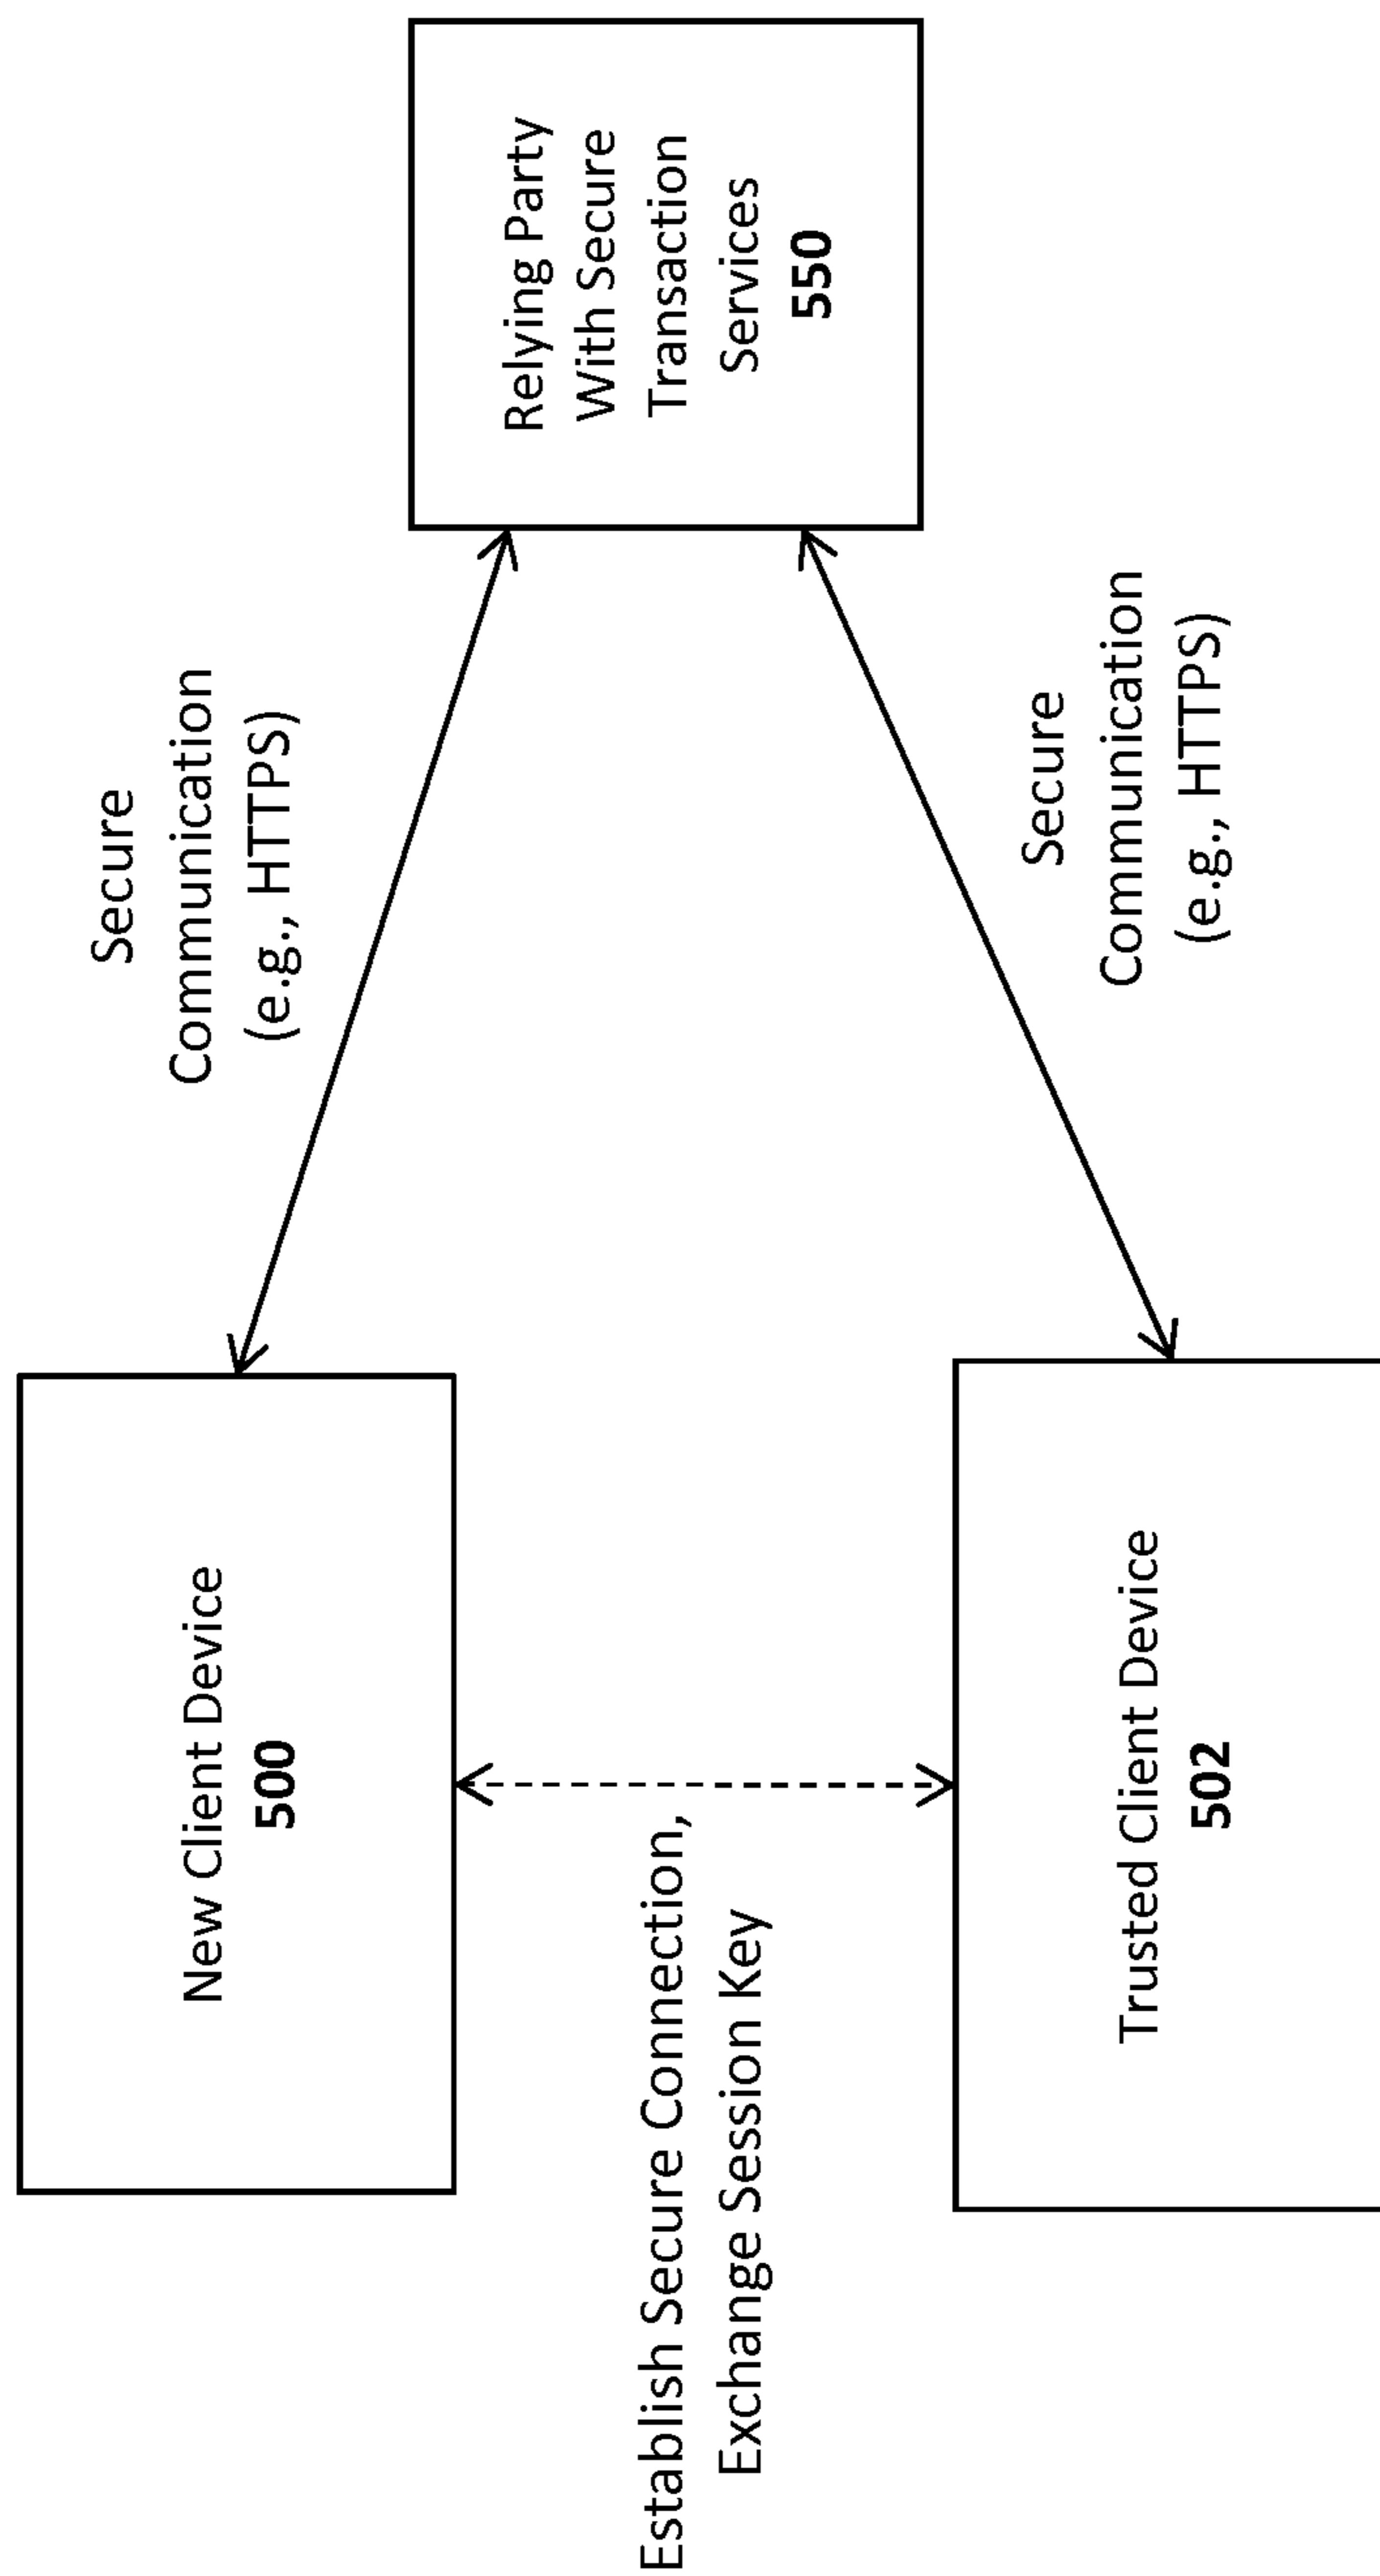 New Client Device
500
Secure
Communication
(e.g., HTTPS)
Relying Party
With Secure
Transaction
Services
550
Establish Secure Connection,
Exchange Session Key
Trusted Client Device
502
Secure
Communication
(e.g., HTTPS)